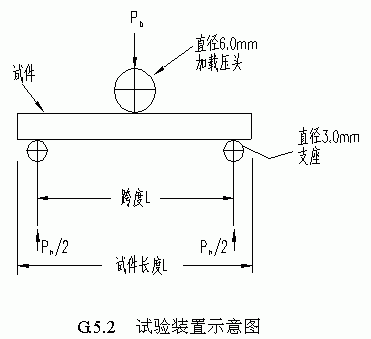 P_b
直径6.0mm
加载压头
试件
直径3.0mm
支座
跨度L
P_b/2
P_b/2
试件长度L
G.5.2 试验装置示意图